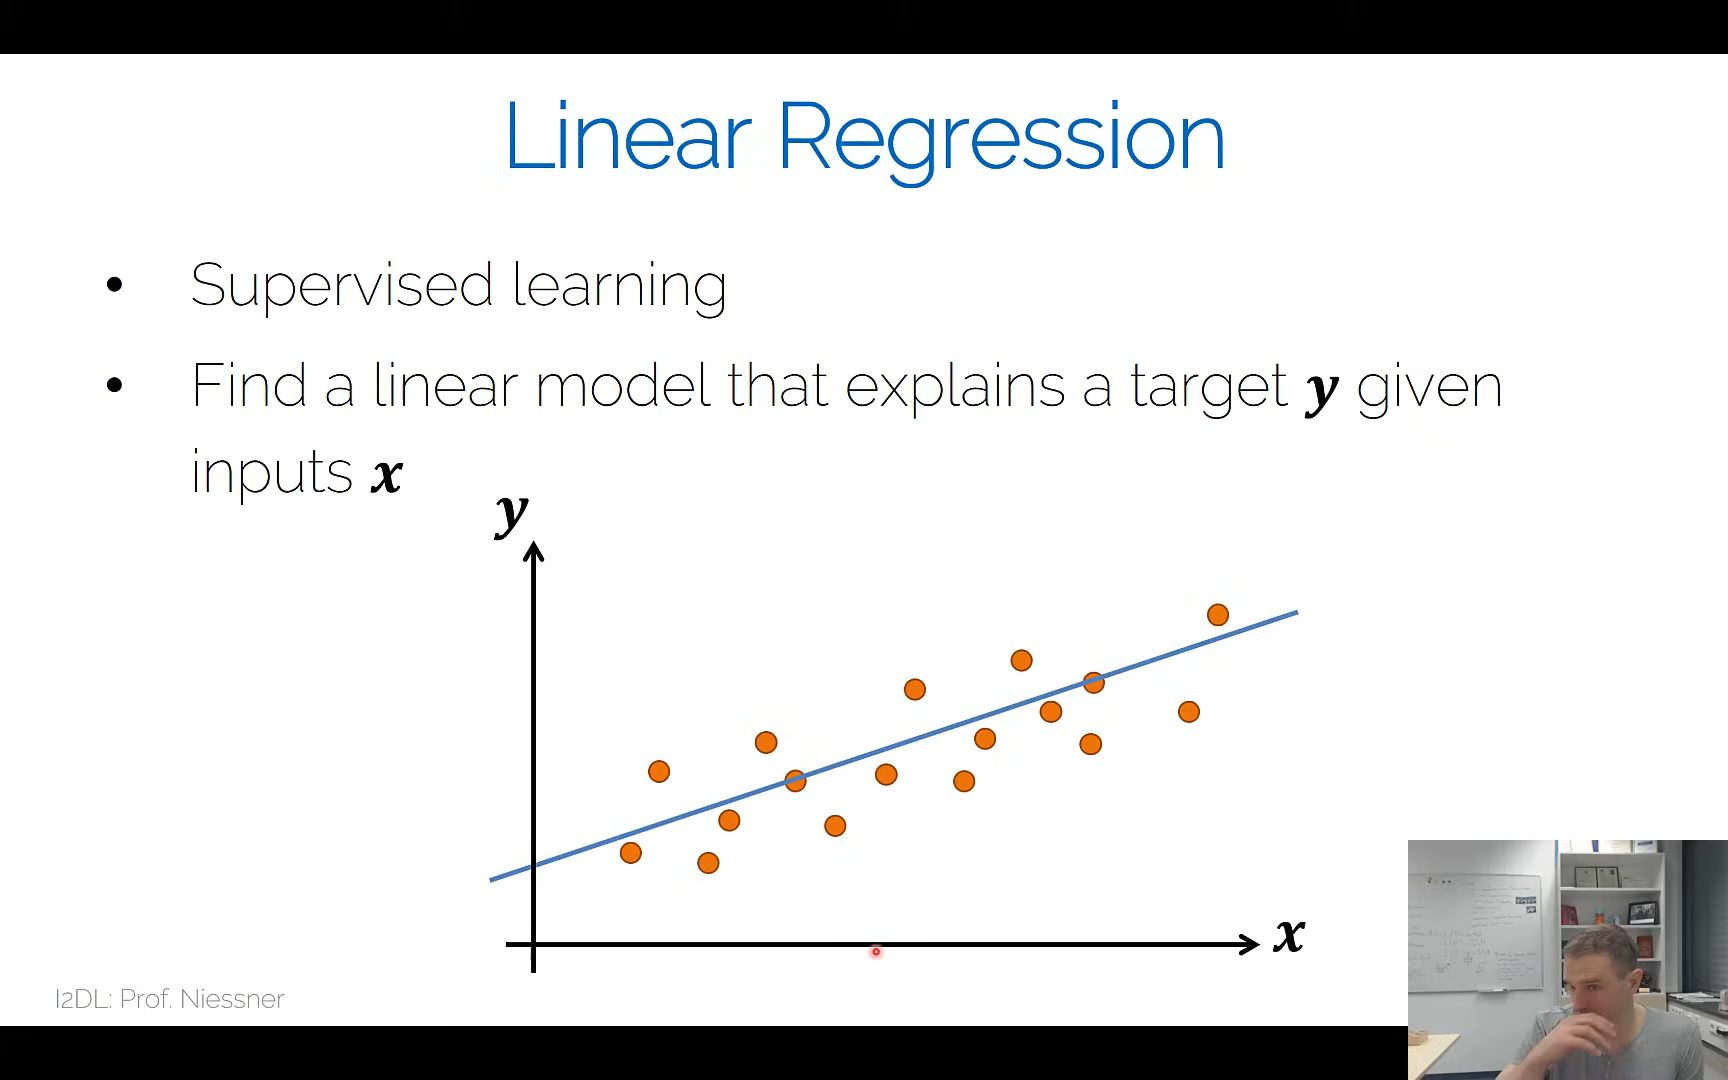 Linear Regression
• Supervised learning
• Find a linear model that explains a target y given
inputs x
y
x
I2DL: Prof. Niessner